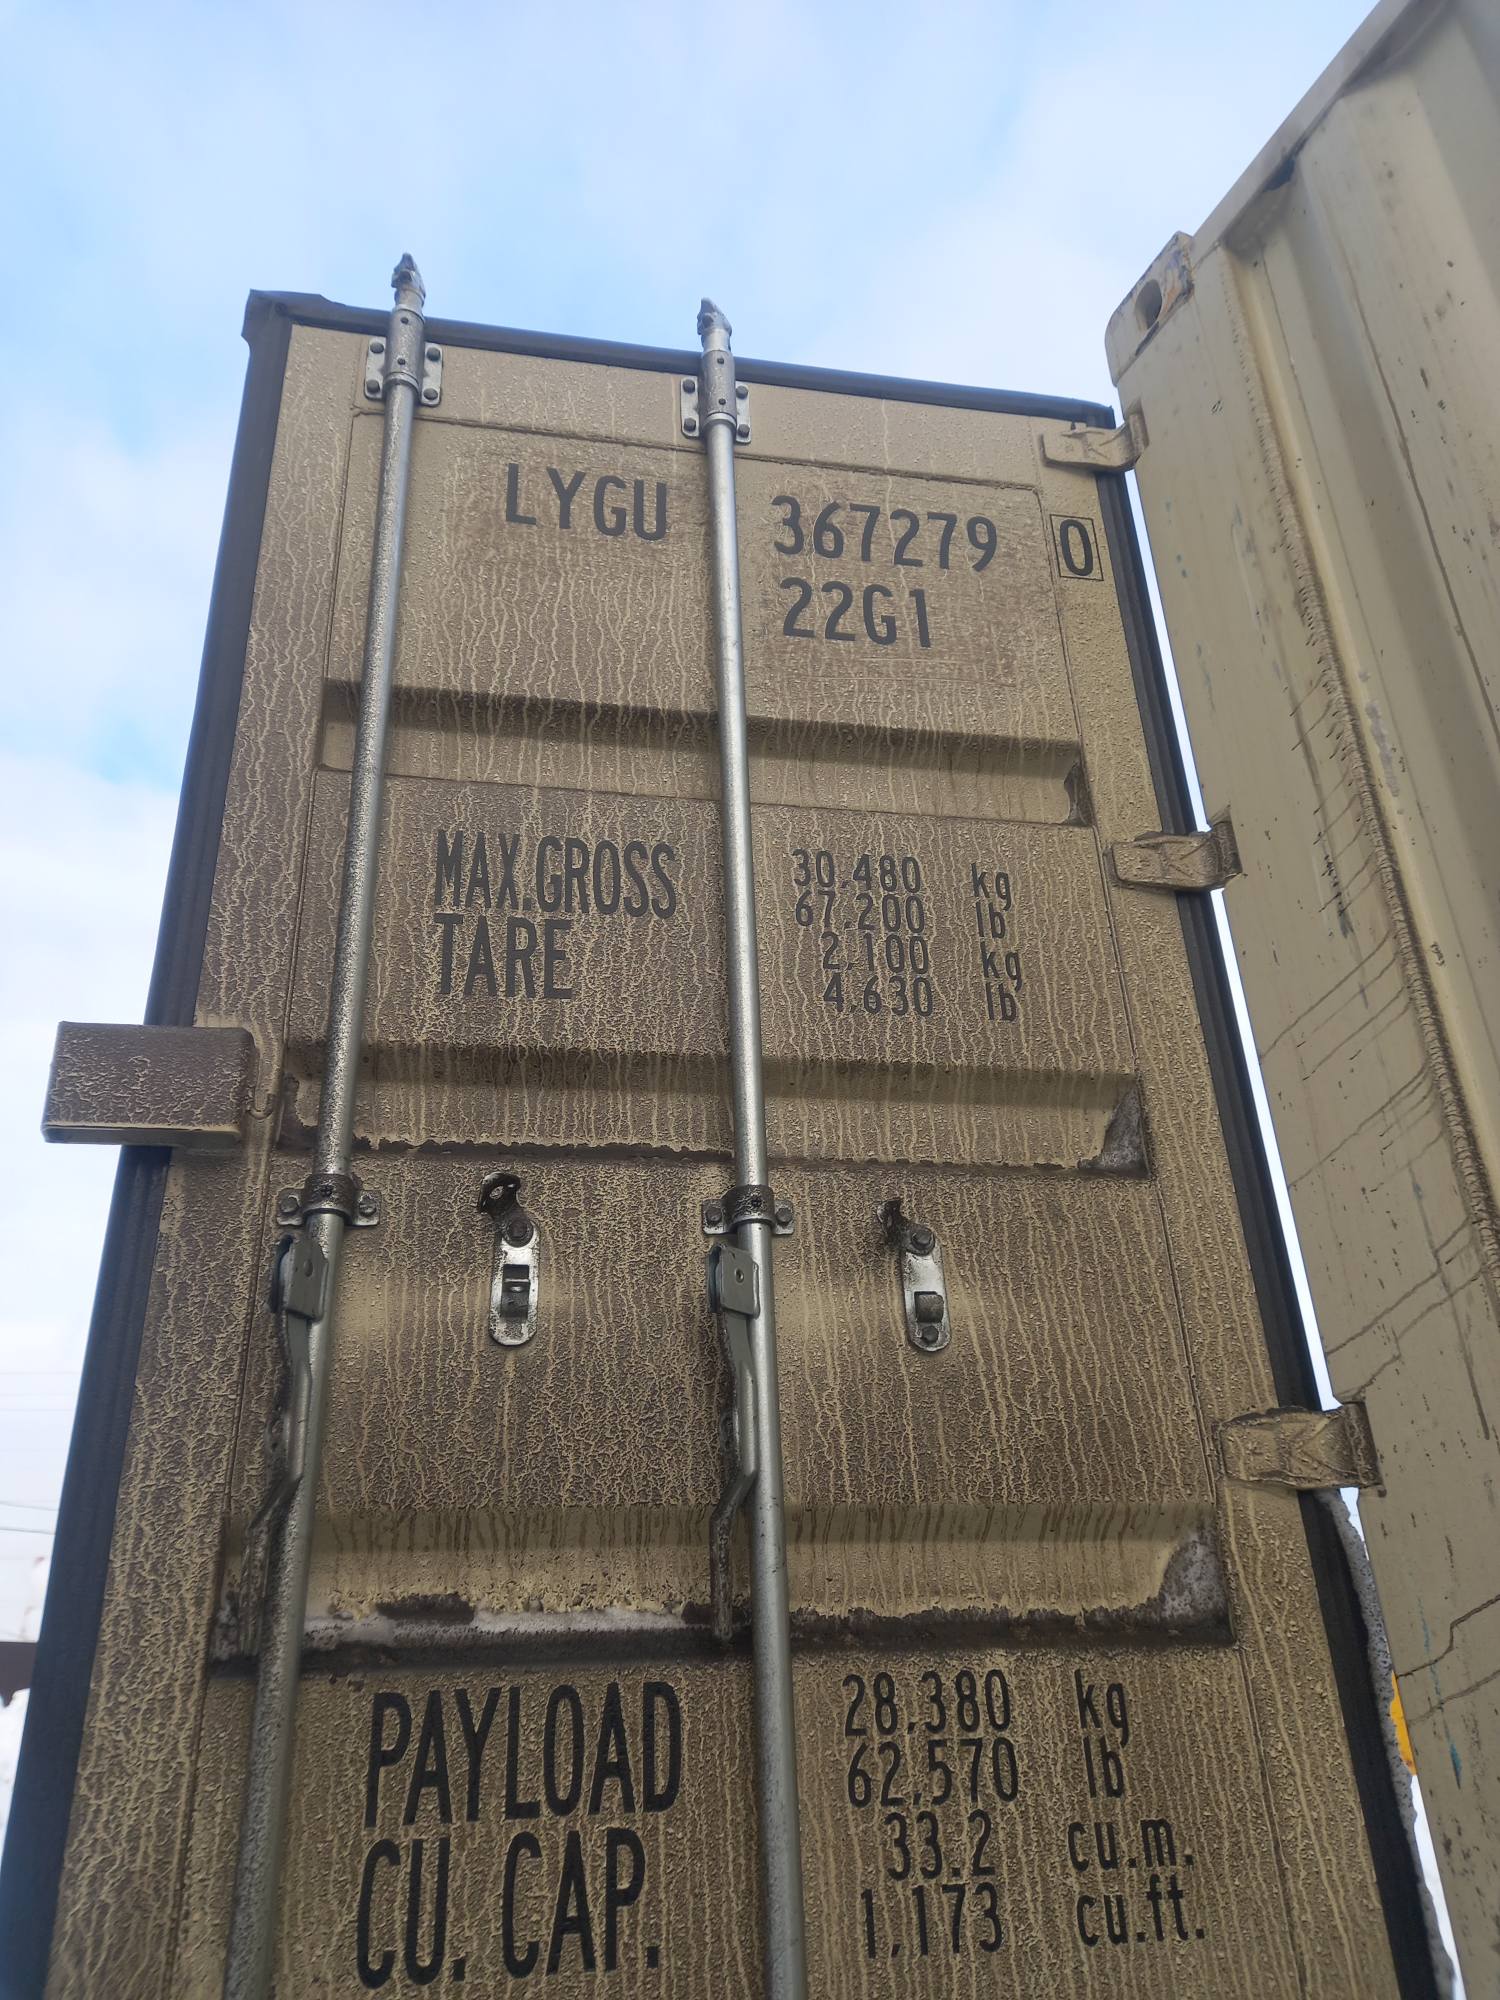 LYGU 367279 0
22G1
MAX.GROSS 30.480 kg
67.200 lb
TARE 2.100 kg
4.630 lb
PAYLOAD 28.380 kg
62.570 lb
CU. CAP. 33.2 cu.m.
1.173 cu.ft.